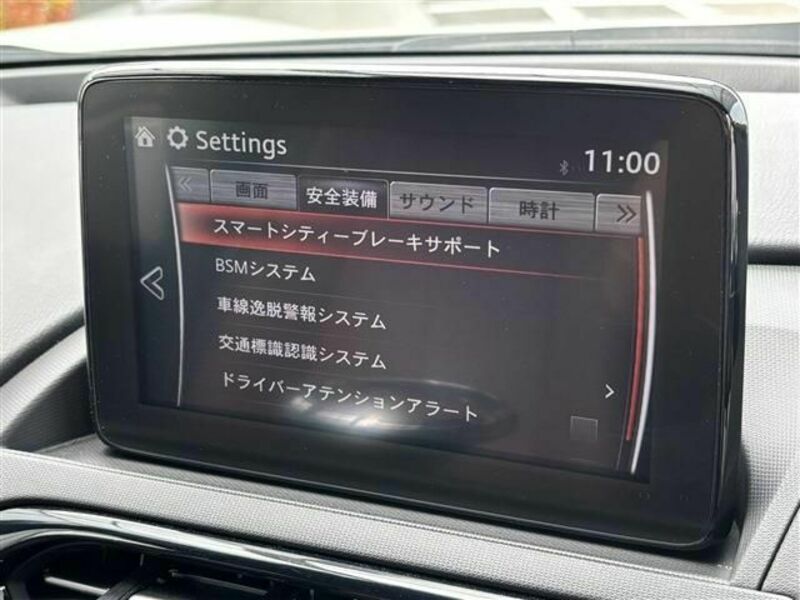 Settings
11:00
画面
安全装備
サウンド
時計
スマートシティーブレーキサポート
BSMシステム
車線逸脱警報システム
交通標識認識システム
ドライバーアテンションアラート